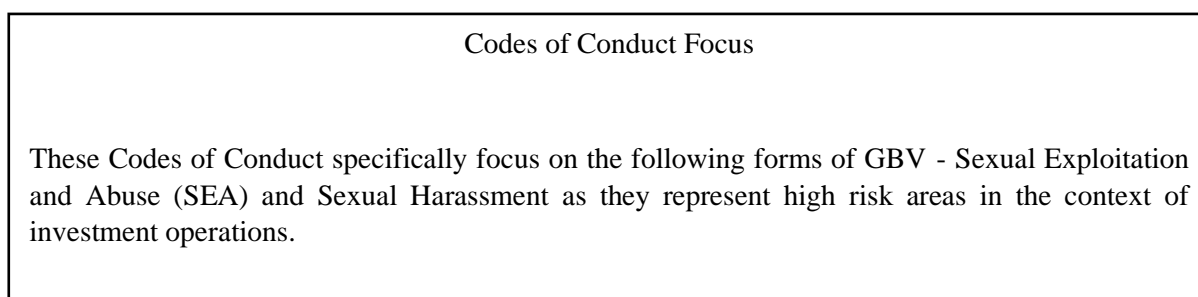 Codes of Conduct Focus
These Codes of Conduct specifically focus on the following forms of GBV - Sexual Exploitation
and Abuse (SEA) and Sexual Harassment as they represent high risk areas in the context of
investment operations.